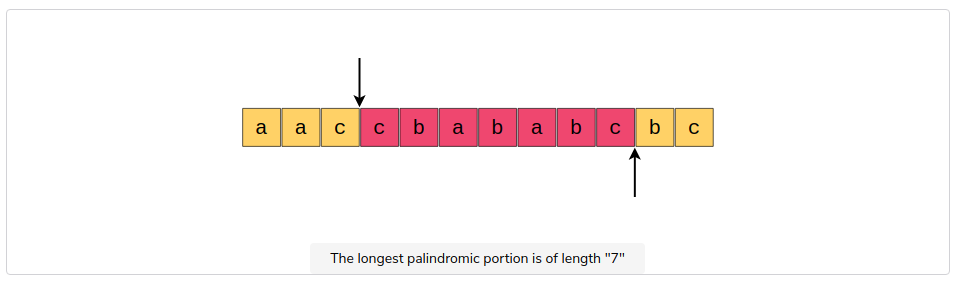 a a c c b a b a b c b c
The longest palindromic portion is of length "7"